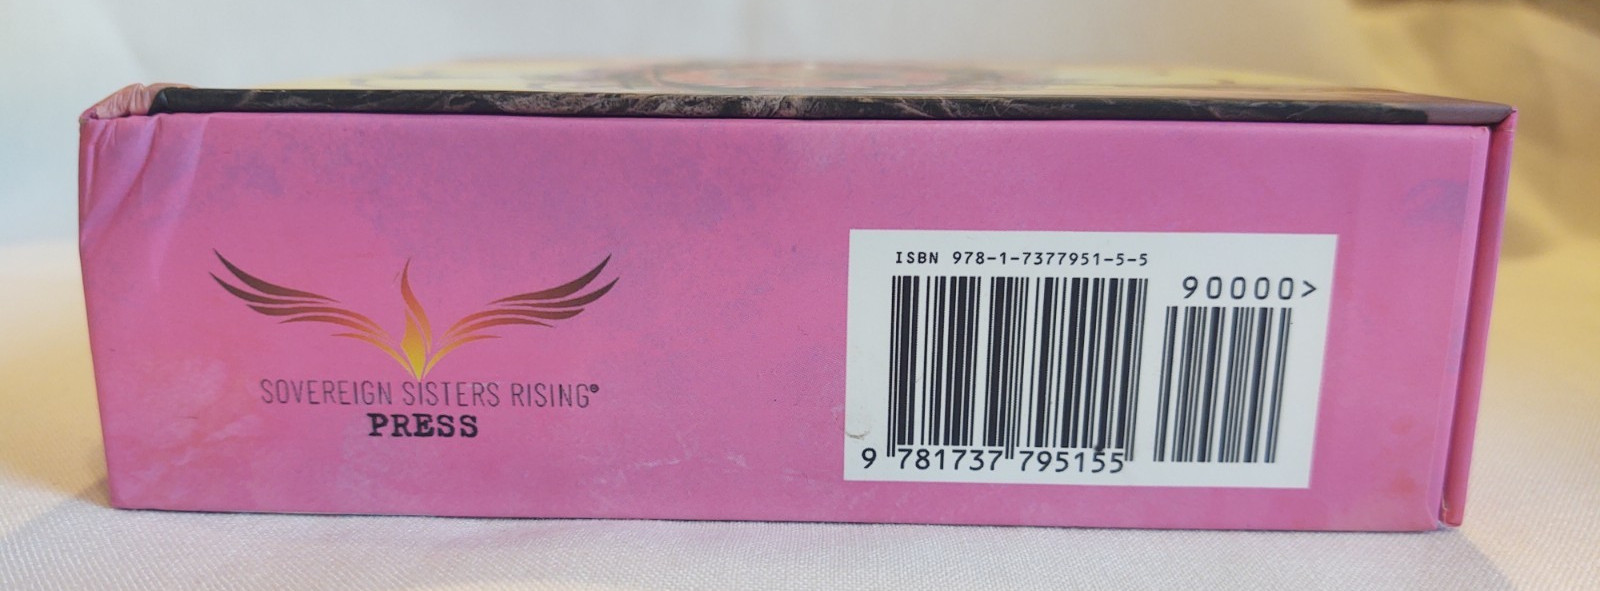 SOVEREIGN SISTERS RISING®
PRESS
ISBN 978-1-7377951-5-5
90000>
9 781737 795155